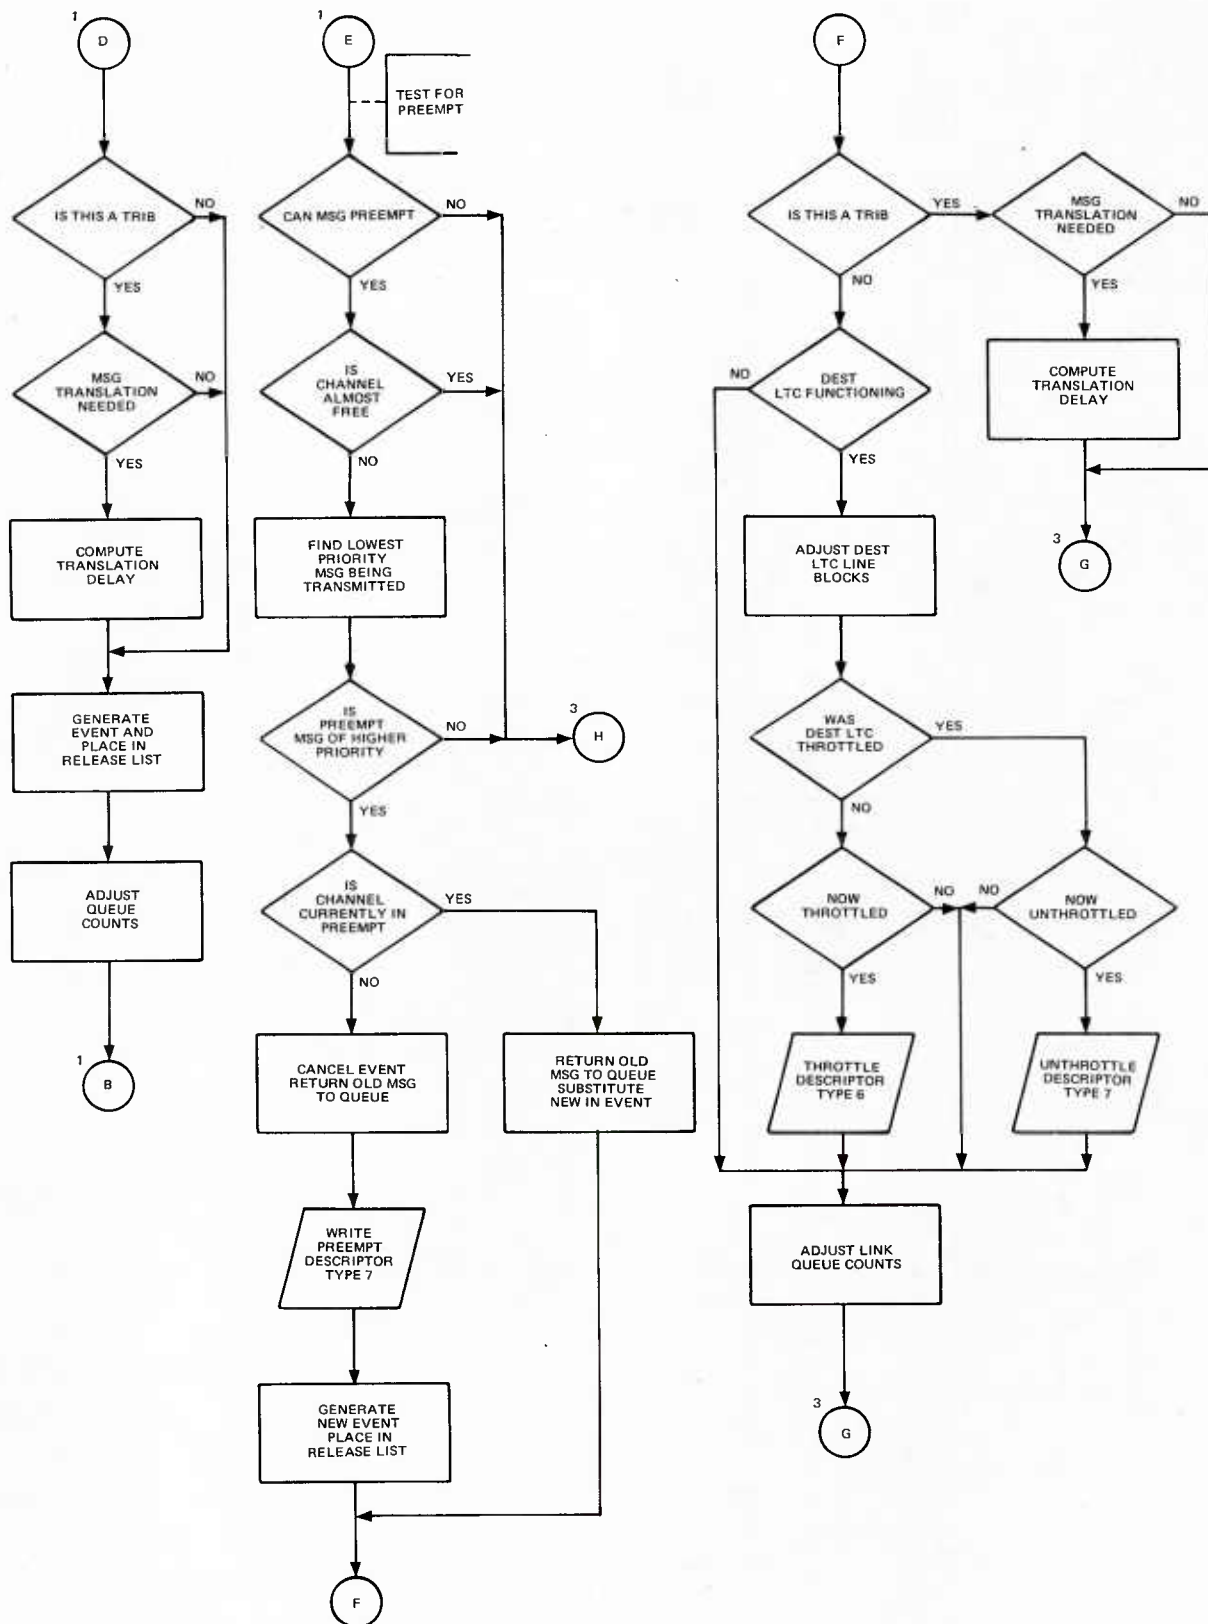 1
D
IS THIS A TRIB
NO
YES
MSG
TRANSLATION
NEEDED
NO
YES
COMPUTE
TRANSLATION
DELAY
GENERATE
EVENT AND
PLACE IN
RELEASE LIST
ADJUST
QUEUE
COUNTS
1
B
1
E
TEST FOR
PREEMPT
CAN MSG PREEMPT
NO
YES
IS
CHANNEL
ALMOST
FREE
YES
NO
FIND LOWEST
PRIORITY
MSG BEING
TRANSMITTED
IS
PREEMPT
MSG OF HIGHER
PRIORITY
NO
3
H
YES
IS
CHANNEL
CURRENTLY IN
PREEMPT
YES
NO
CANCEL EVENT
RETURN OLD MSG
TO QUEUE
RETURN OLD
MSG TO QUEUE
SUBSTITUTE
NEW IN EVENT
WRITE
PREEMPT
DESCRIPTOR
TYPE 7
GENERATE
NEW EVENT
PLACE IN
RELEASE LIST
F
F
IS THIS A TRIB
YES
NO
MSG
TRANSLATION
NEEDED
NO
YES
COMPUTE
TRANSLATION
DELAY
3
G
DEST
LTC FUNCTIONING
NO
YES
ADJUST DEST
LTC LINE
BLOCKS
WAS
DEST LTC
THROTTLED
YES
NO
NOW
THROTTLED
NO
YES
NOW
UNTHROTTLED
NO
YES
THROTTLE
DESCRIPTOR
TYPE 6
UNTHROTTLE
DESCRIPTOR
TYPE 7
ADJUST LINK
QUEUE COUNTS
3
G